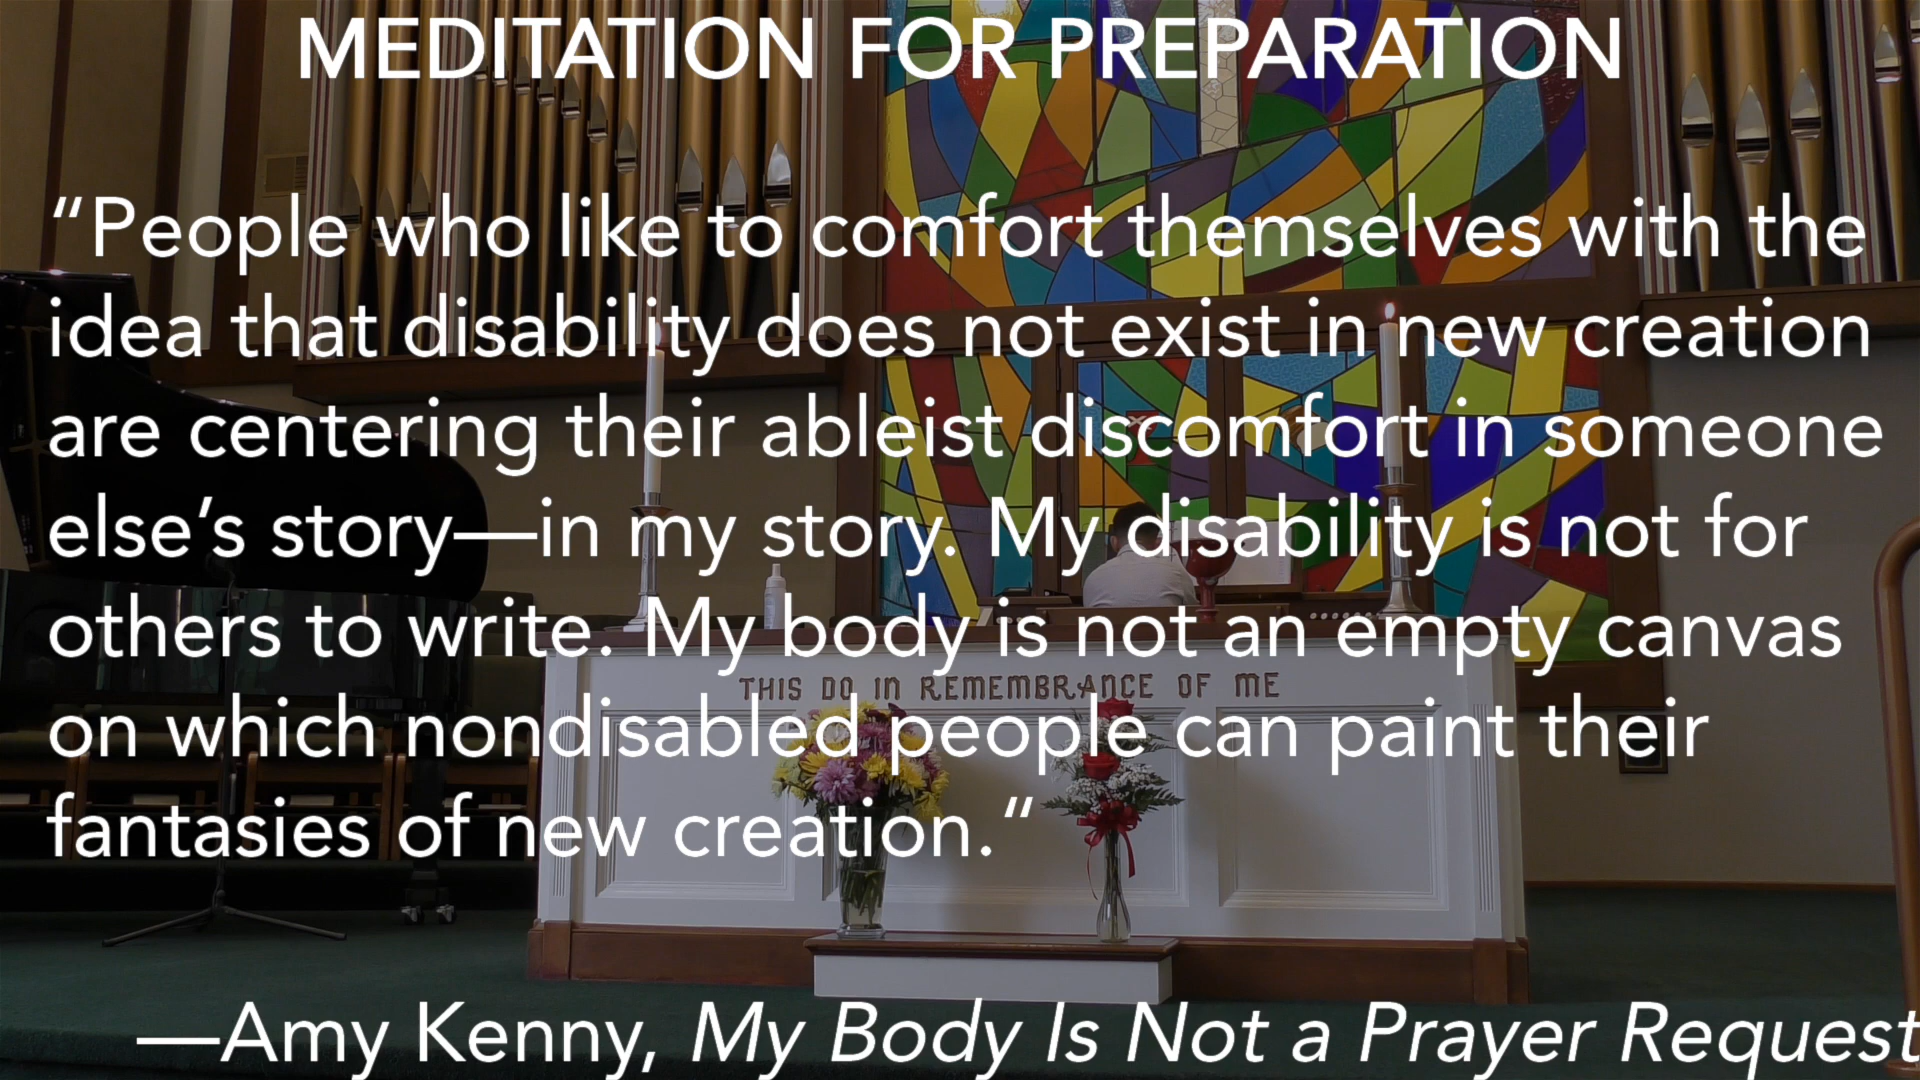 MEDITATION FOR PREPARATION
“People who like to comfort themselves with the
idea that disability does not exist in new creation
are centering their ableist discomfort in someone
else’s story—in my story. My disability is not for
others to write. My body is not an empty canvas
THIS DO IN REMEMBRANCE OF ME
on which nondisabled people can paint their
fantasies of new creation.“
—Amy Kenny, My Body Is Not a Prayer Request